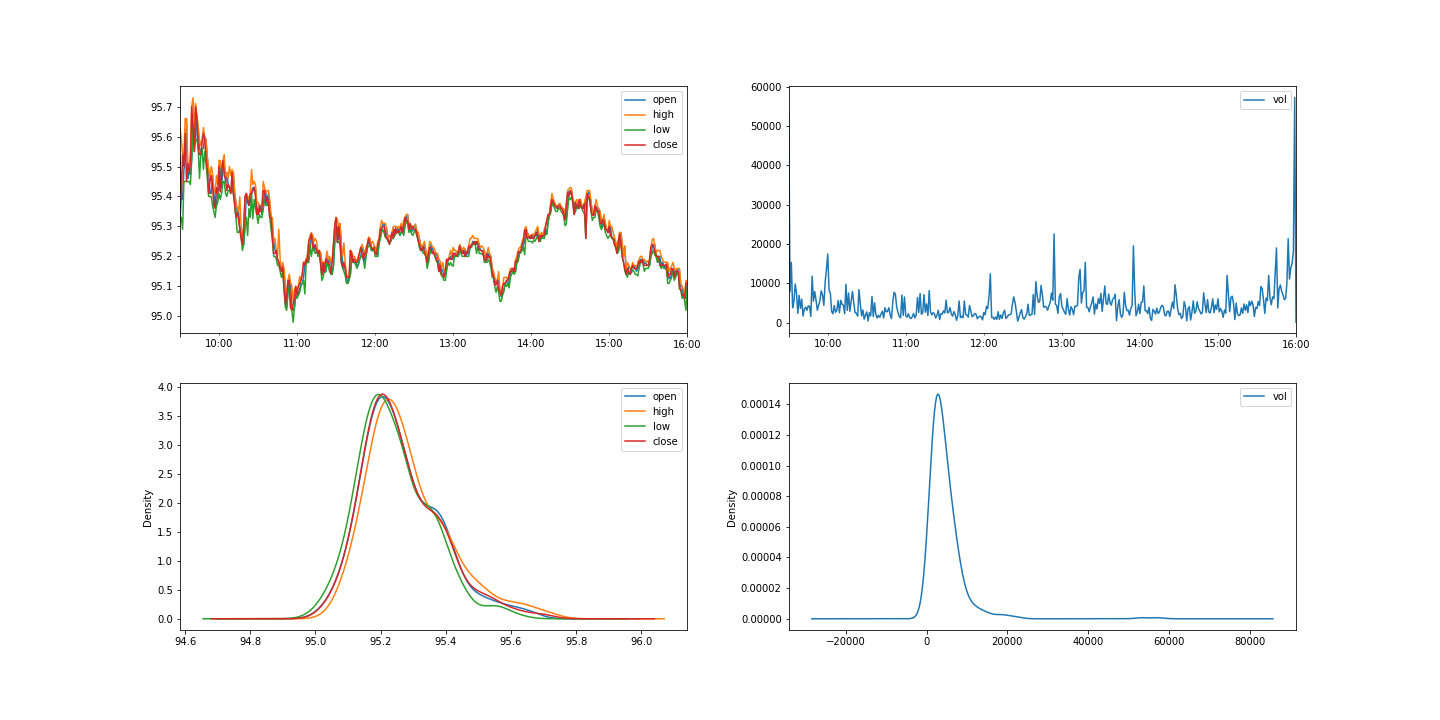 95.7
95.6
95.5
95.4
95.3
95.2
95.1
95.0
10:00 11:00 12:00 13:00 14:00 15:00 16:00
open
high
low
close
60000
50000
40000
30000
20000
10000
0
10:00 11:00 12:00 13:00 14:00 15:00 16:00
vol
4.0
3.5
3.0
2.5
2.0
1.5
1.0
0.5
0.0
Density
94.6 94.8 95.0 95.2 95.4 95.6 95.8 96.0
open
high
low
close
0.00014
0.00012
0.00010
0.00008
0.00006
0.00004
0.00002
0.00000
Density
−20000 0 20000 40000 60000 80000
vol